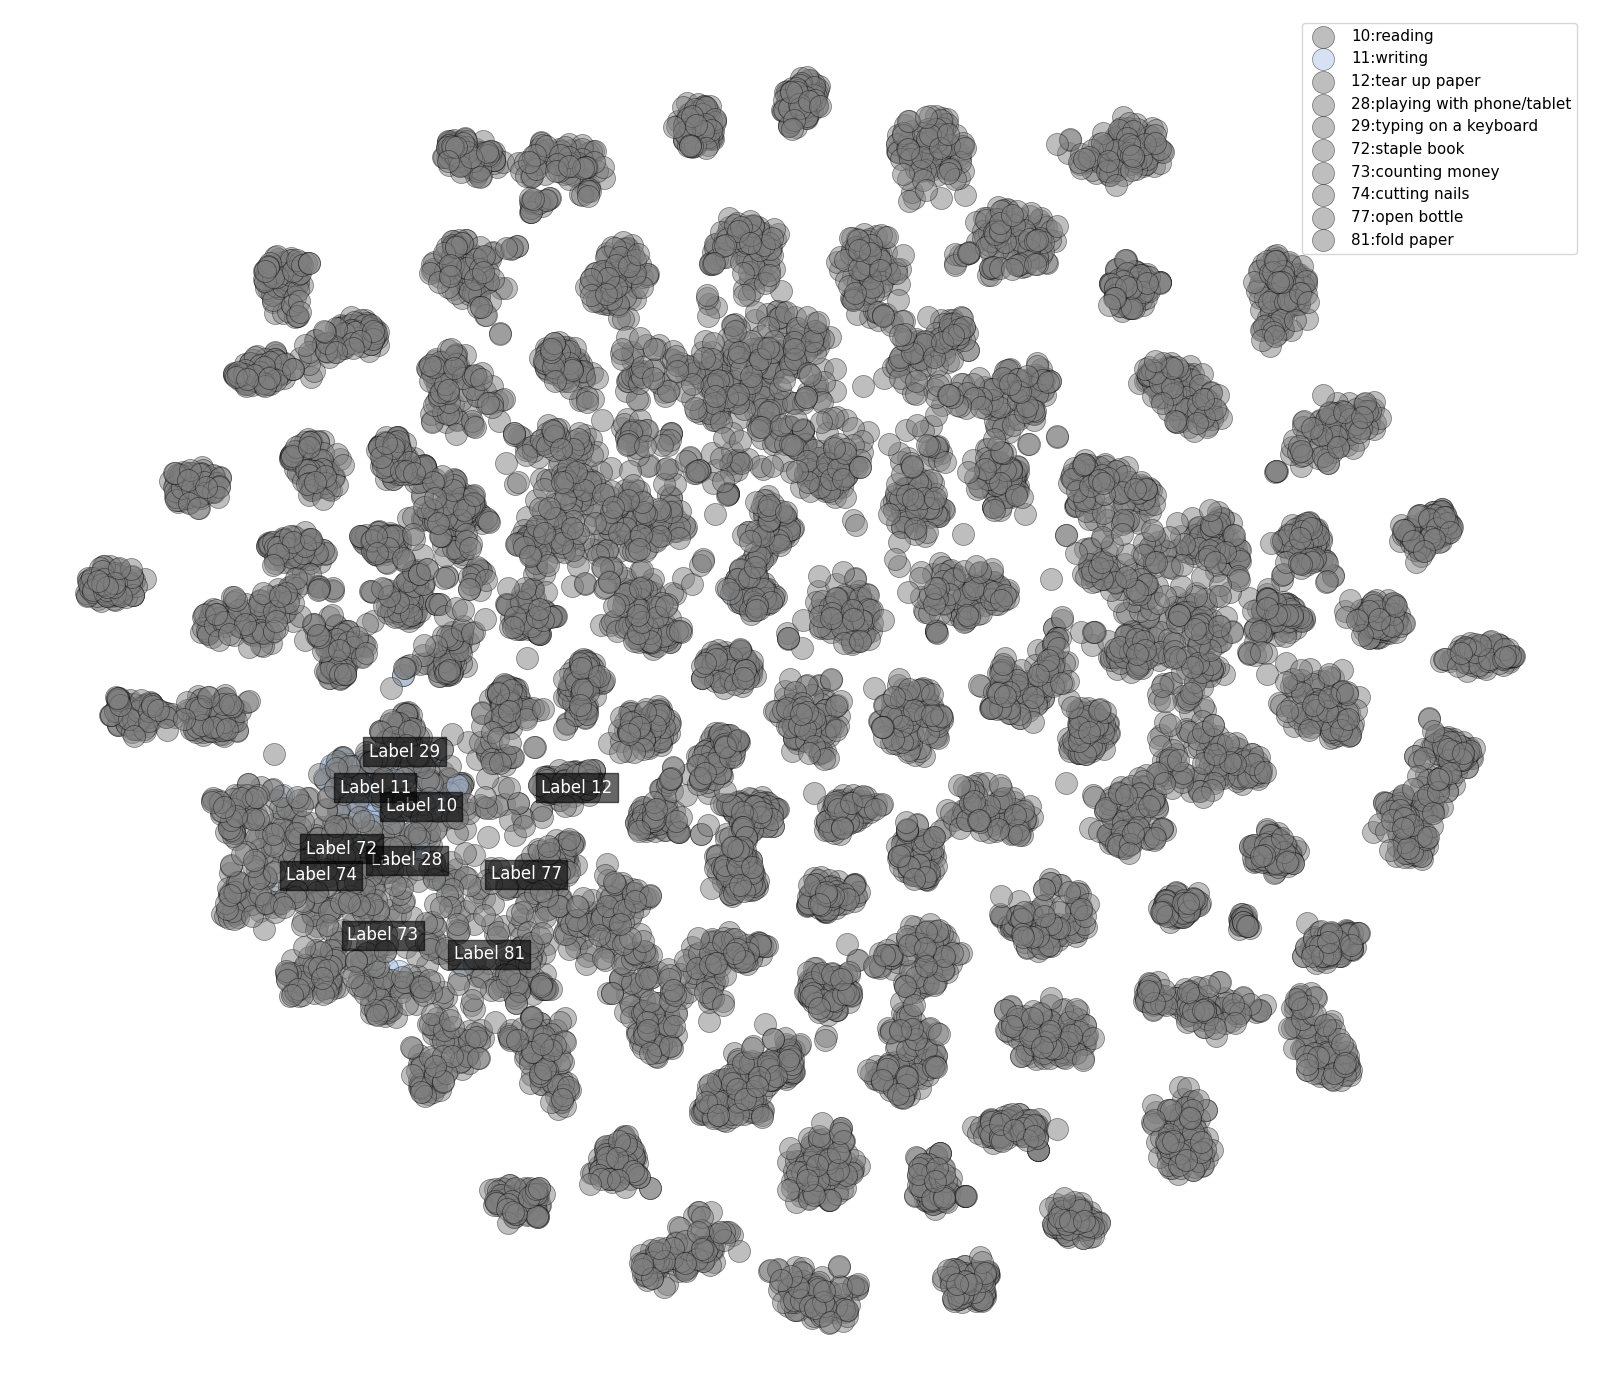 10:reading
11:writing
12:tear up paper
28:playing with phone/tablet
29:typing on a keyboard
72:staple book
73:counting money
74:cutting nails
77:open bottle
81:fold paper
Label 29
Label 11
Label 12
Label 10
Label 72
Label 28
Label 74
Label 77
Label 73
Label 81